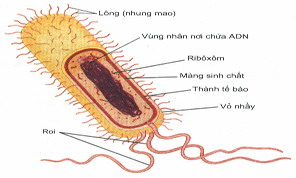 Lông (nhung mao)
Vùng nhân nơi chứa ADN
Ribôxôm
Màng sinh chất
Thành tế bào
Vỏ nhầy
Roi